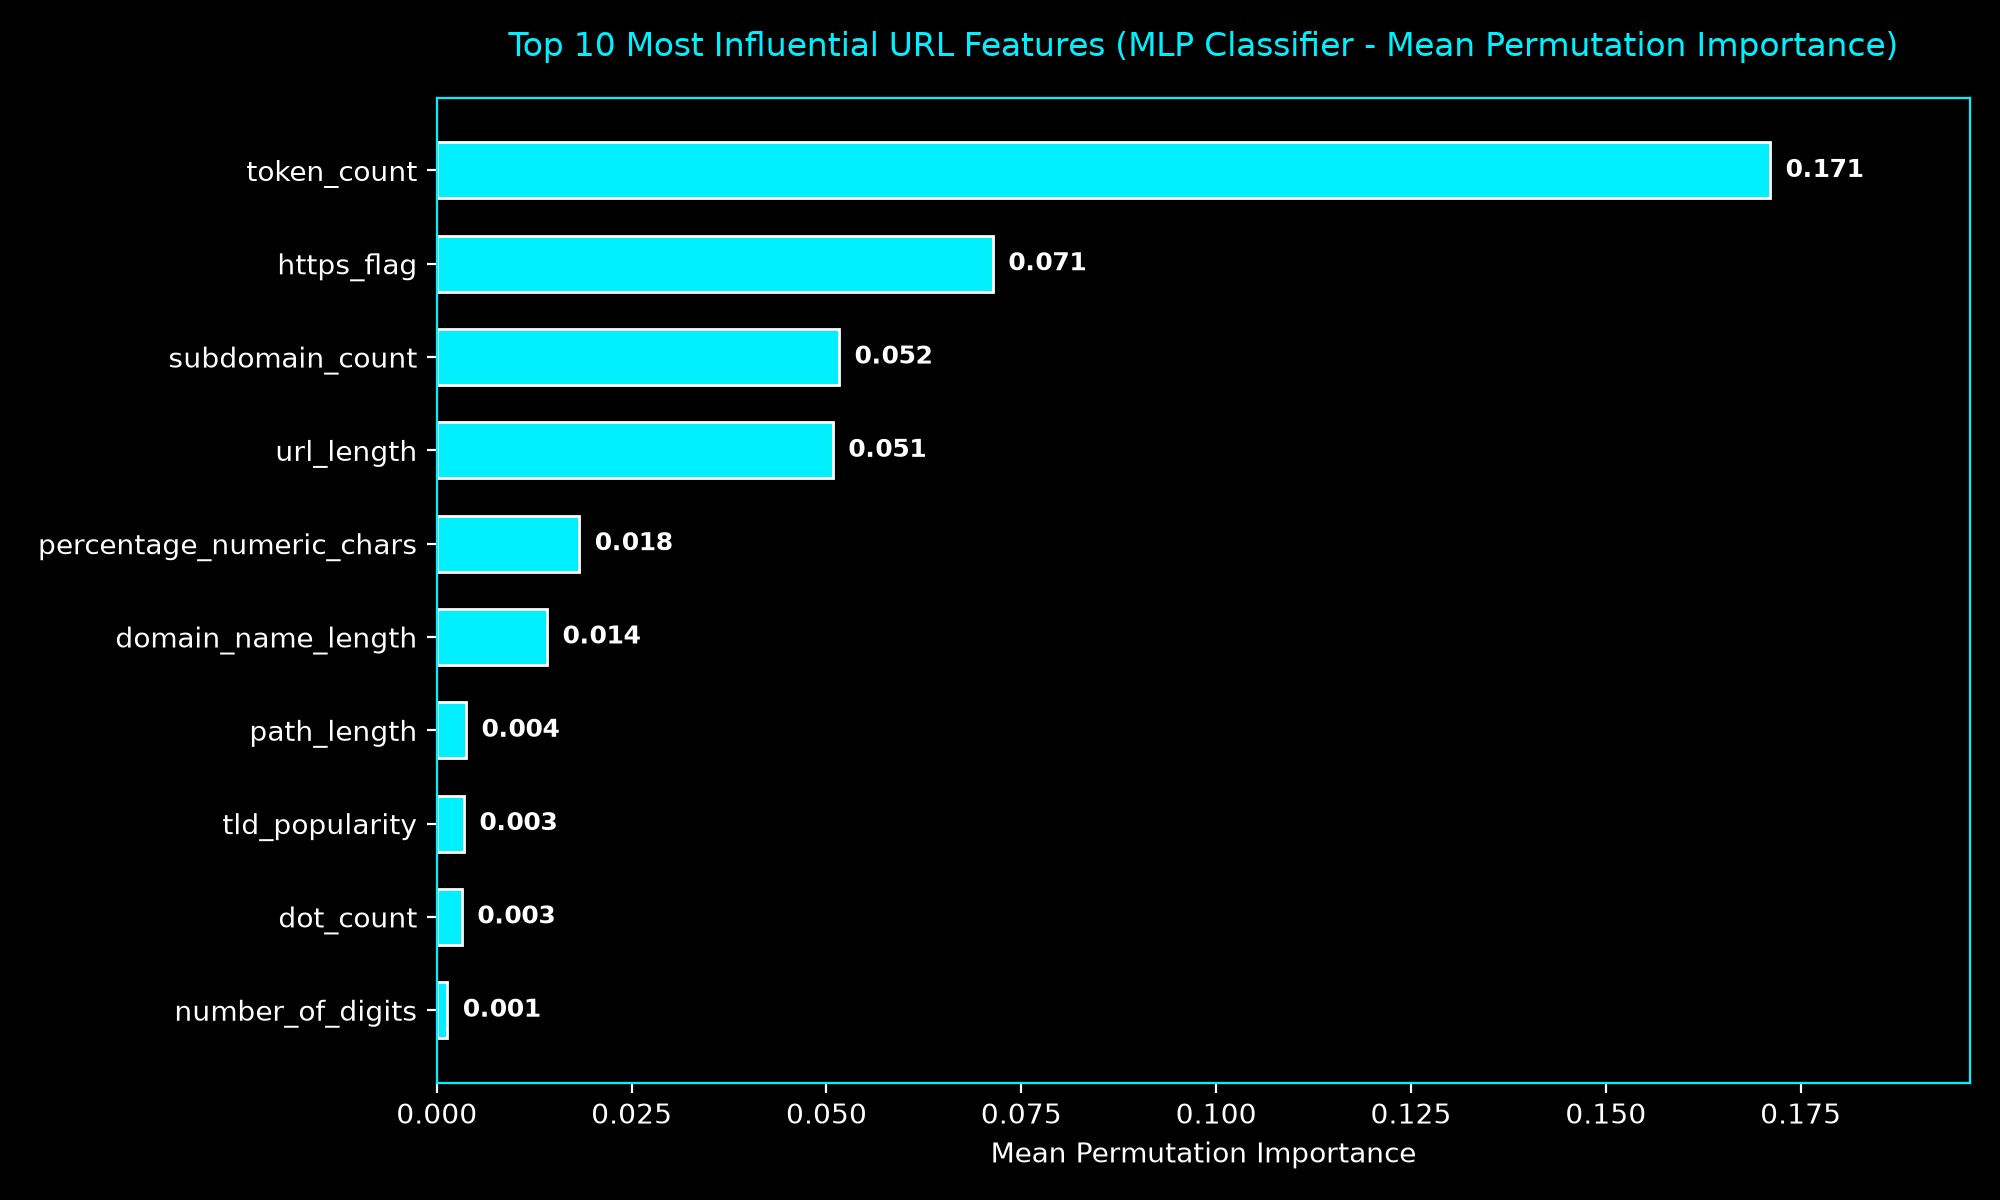 Top 10 Most Influential URL Features (MLP Classifier - Mean Permutation Importance)
token_count 0.171
https_flag 0.071
subdomain_count 0.052
url_length 0.051
percentage_numeric_chars 0.018
domain_name_length 0.014
path_length 0.004
tld_popularity 0.003
dot_count 0.003
number_of_digits 0.001
0.000 0.025 0.050 0.075 0.100 0.125 0.150 0.175
Mean Permutation Importance